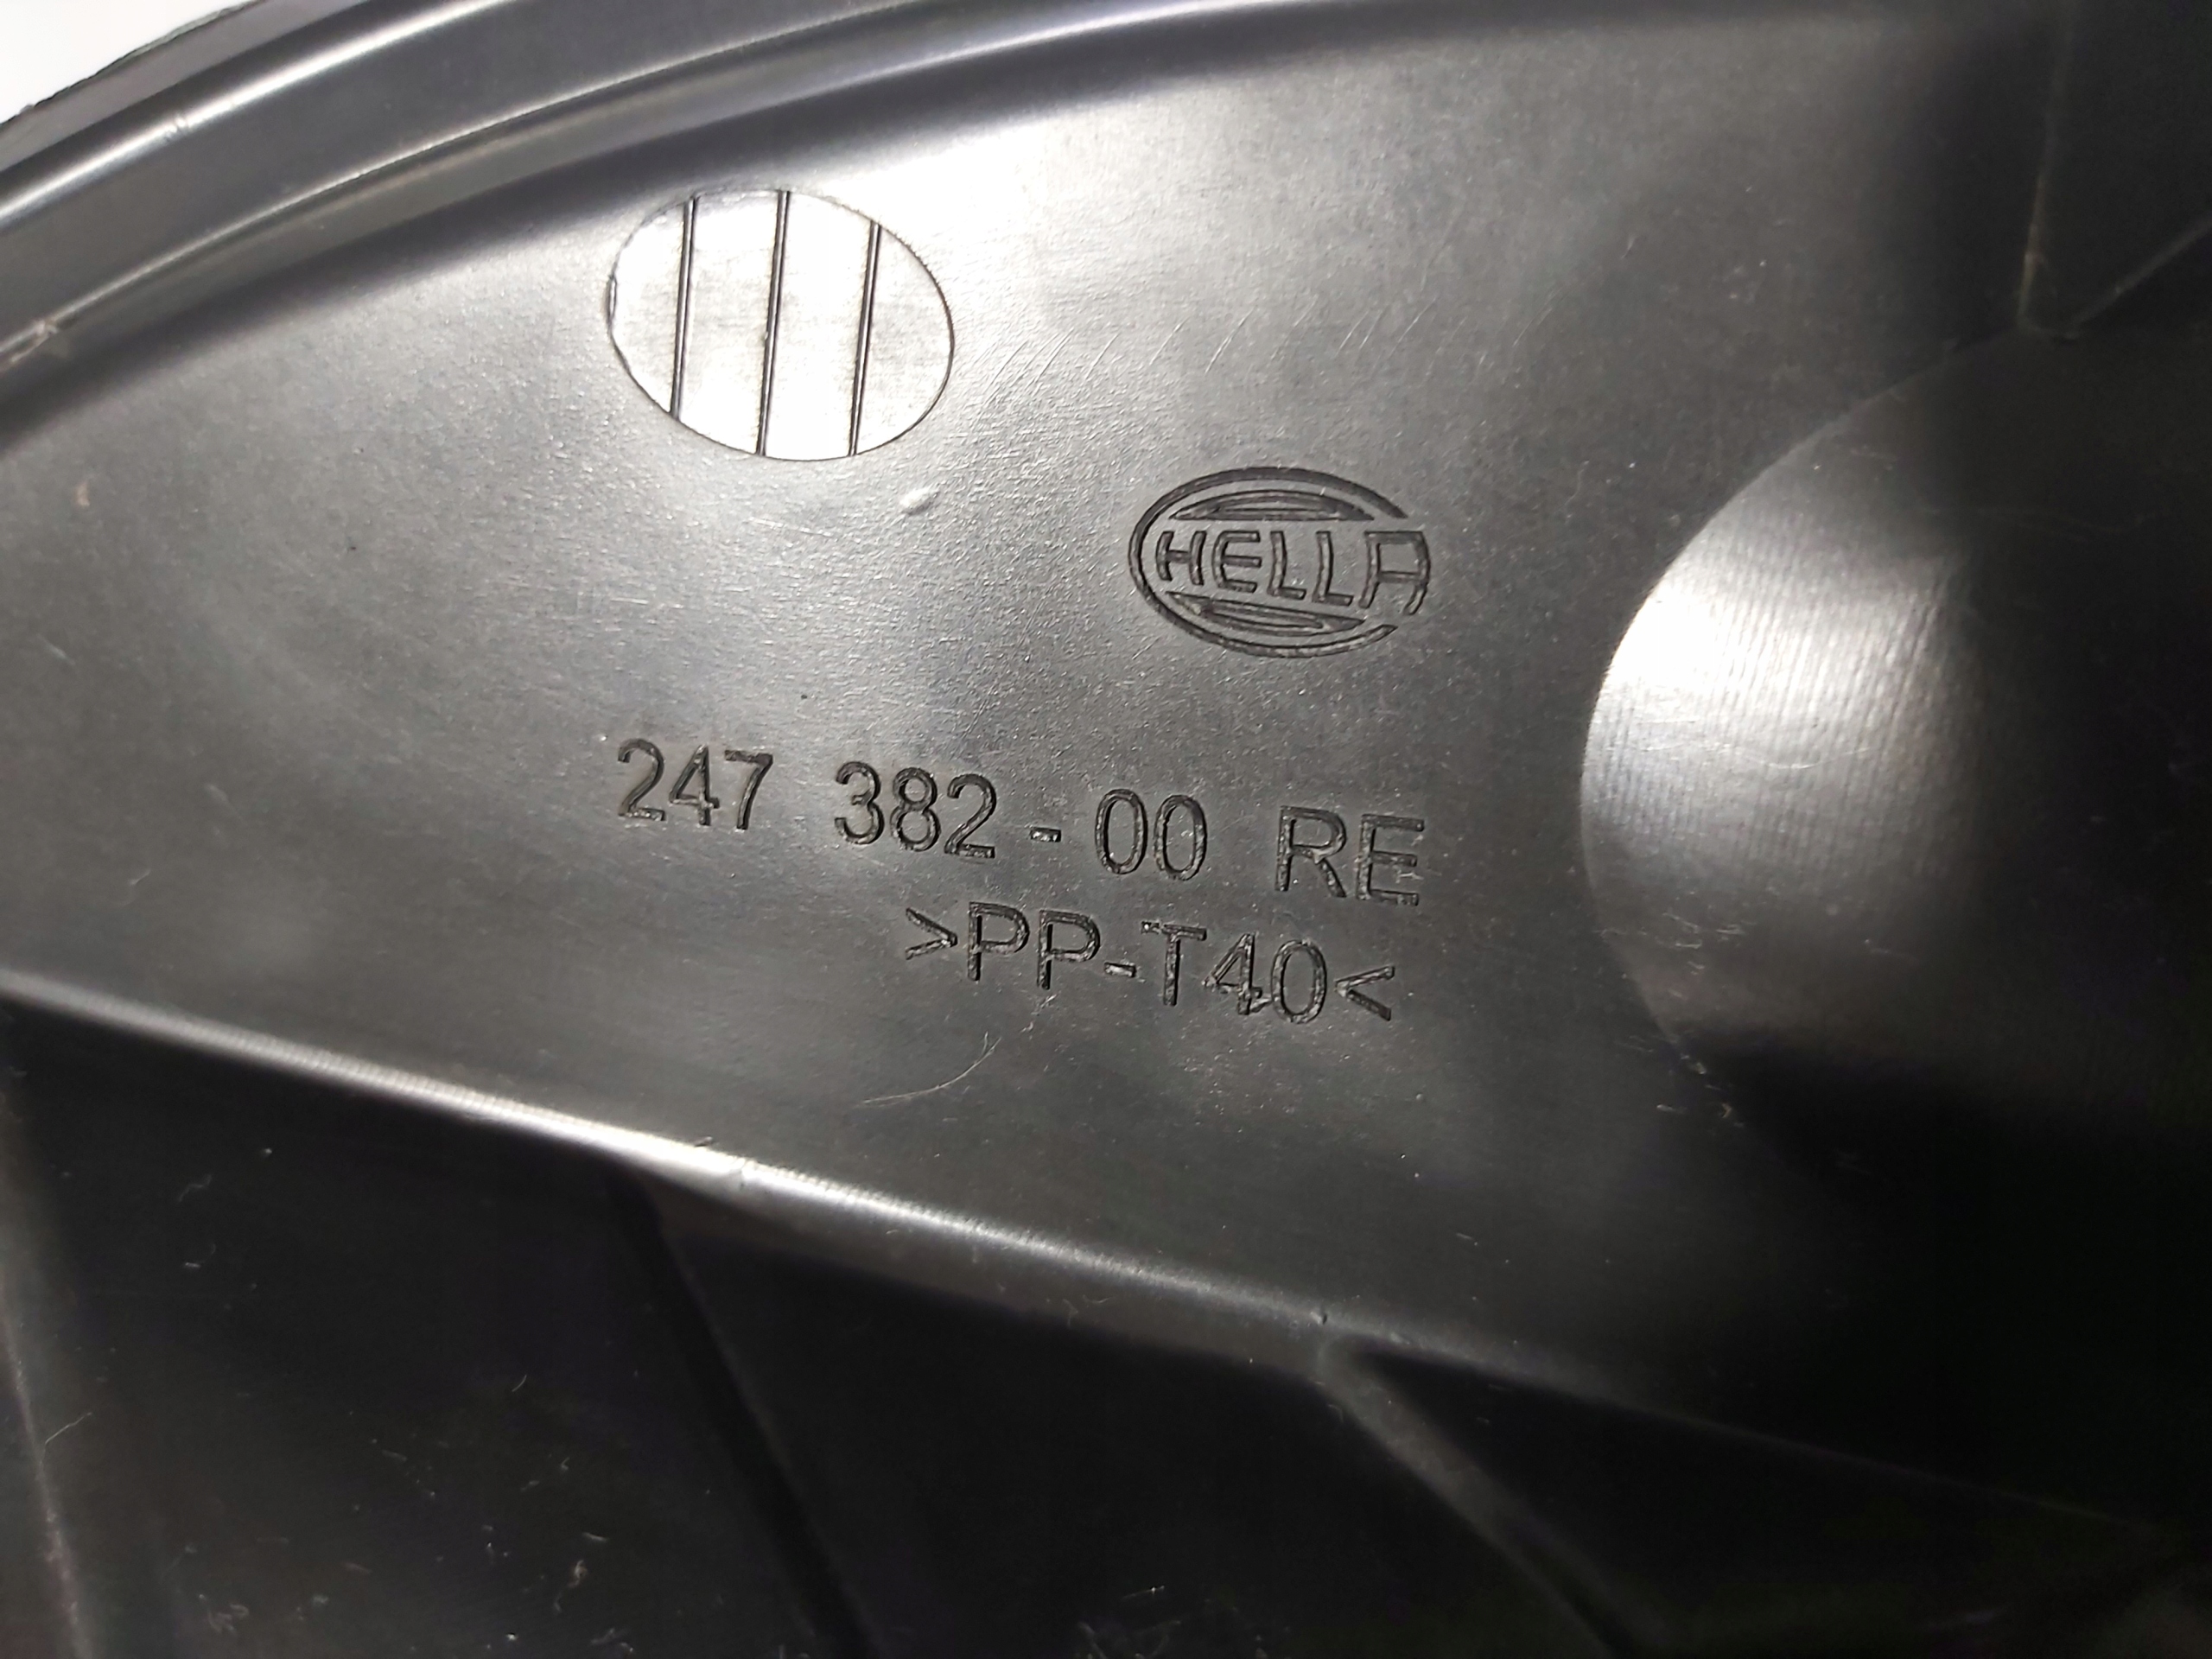 HELLA
247 382-00 RE
>PP-T40<